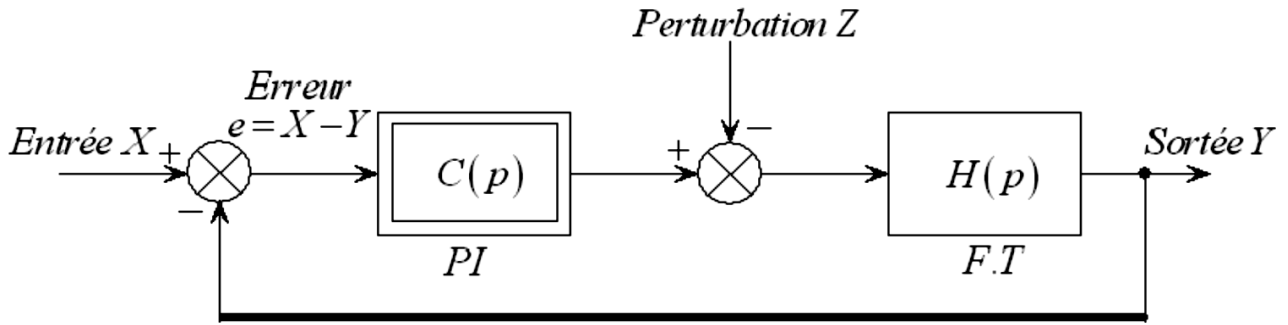 Perturbation Z
−
Erreur
e = X − Y
Entrée X +
−
C(p)
PI
+
H(p)
F.T
Sortée Y